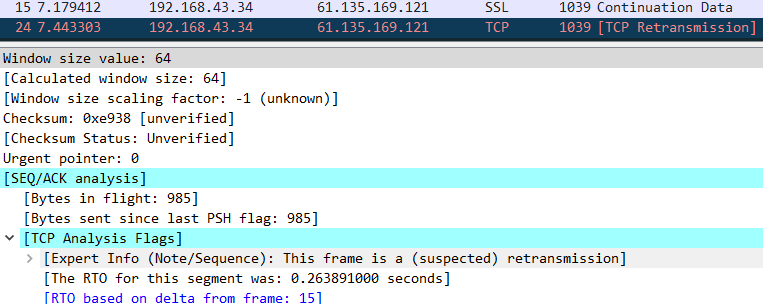 15 7.179412 192.168.43.34 61.135.169.121 SSL 1039 Continuation Data
24 7.443303 192.168.43.34 61.135.169.121 TCP 1039 [TCP Retransmission]
Window size value: 64
[Calculated window size: 64]
[Window size scaling factor: -1 (unknown)]
Checksum: 0xe938 [unverified]
[Checksum Status: Unverified]
Urgent pointer: 0
[SEQ/ACK analysis]
[Bytes in flight: 985]
[Bytes sent since last PSH flag: 985]
[TCP Analysis Flags]
[Expert Info (Note/Sequence): This frame is a (suspected) retransmission]
[The RTO for this segment was: 0.263891000 seconds]
[RTO based on delta from frame: 15]